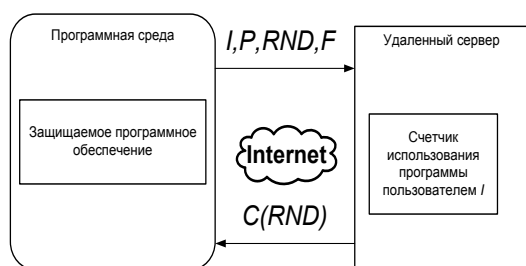 Программная среда
I,P,RND,F
Удаленный сервер
Защищаемое программное
обеспечение
Internet
Счетчик
использования
программы
пользователем I
C(RND)